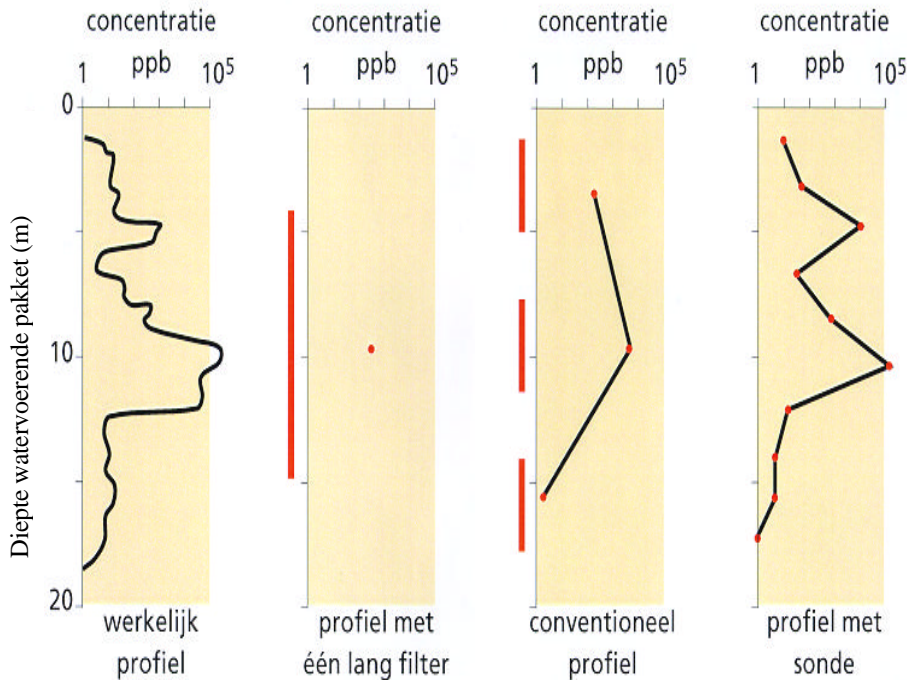 concentratie
ppb
1
10⁵
concentratie
ppb
1
10⁵
concentratie
ppb
1
10⁵
concentratie
ppb
1
10⁵
Diepte watervoerende pakket (m)
0
10
20
werkelijk
profiel
profiel met
één lang filter
conventioneel
profiel
profiel met
sonde